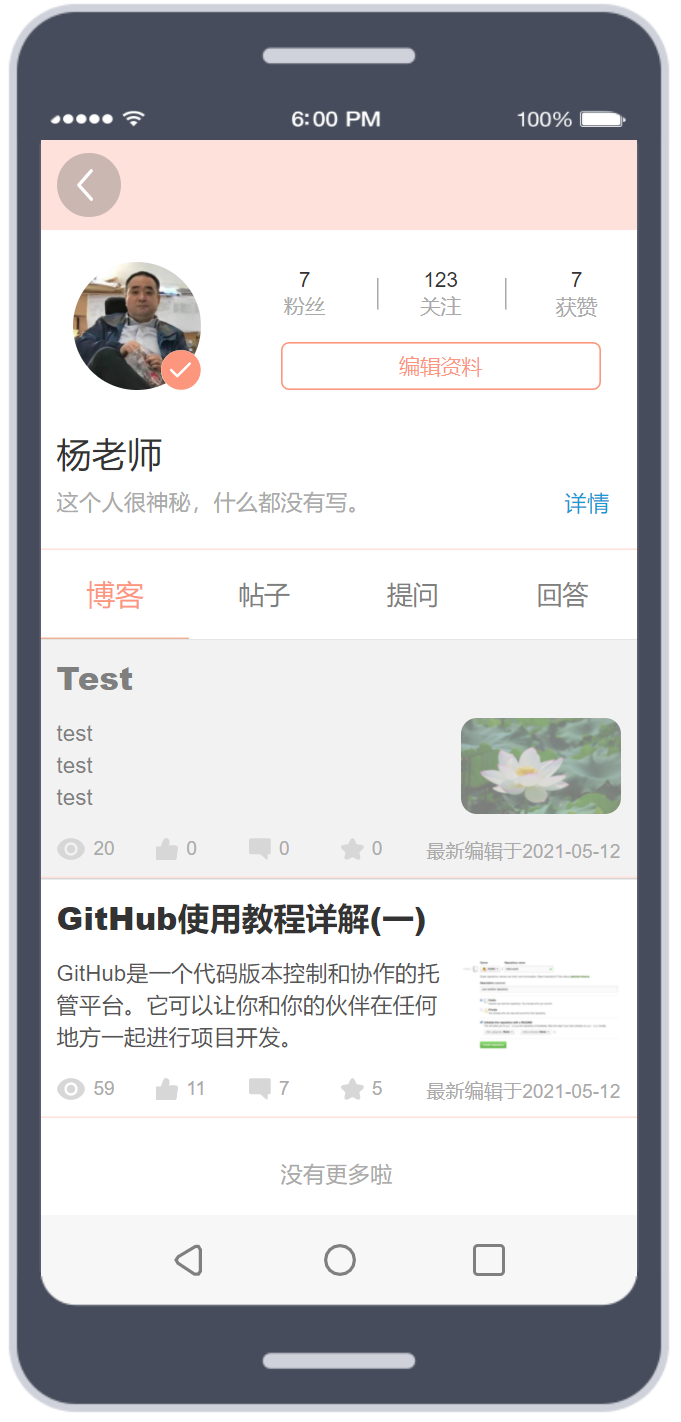 6:00 PM
100%
7
123
7
粉丝
关注
获赞
编辑资料
杨老师
这个人很神秘，什么都没有写。
详情
博客
帖子
提问
回答
Test
test
test
test
20
0
0
0
最新编辑于2021-05-12
GitHub使用教程详解(一)
GitHub是一个代码版本控制和协作的托
管平台。它可以让你和你的伙伴在任何
地方一起进行项目开发。
59
11
7
5
最新编辑于2021-05-12
没有更多啦